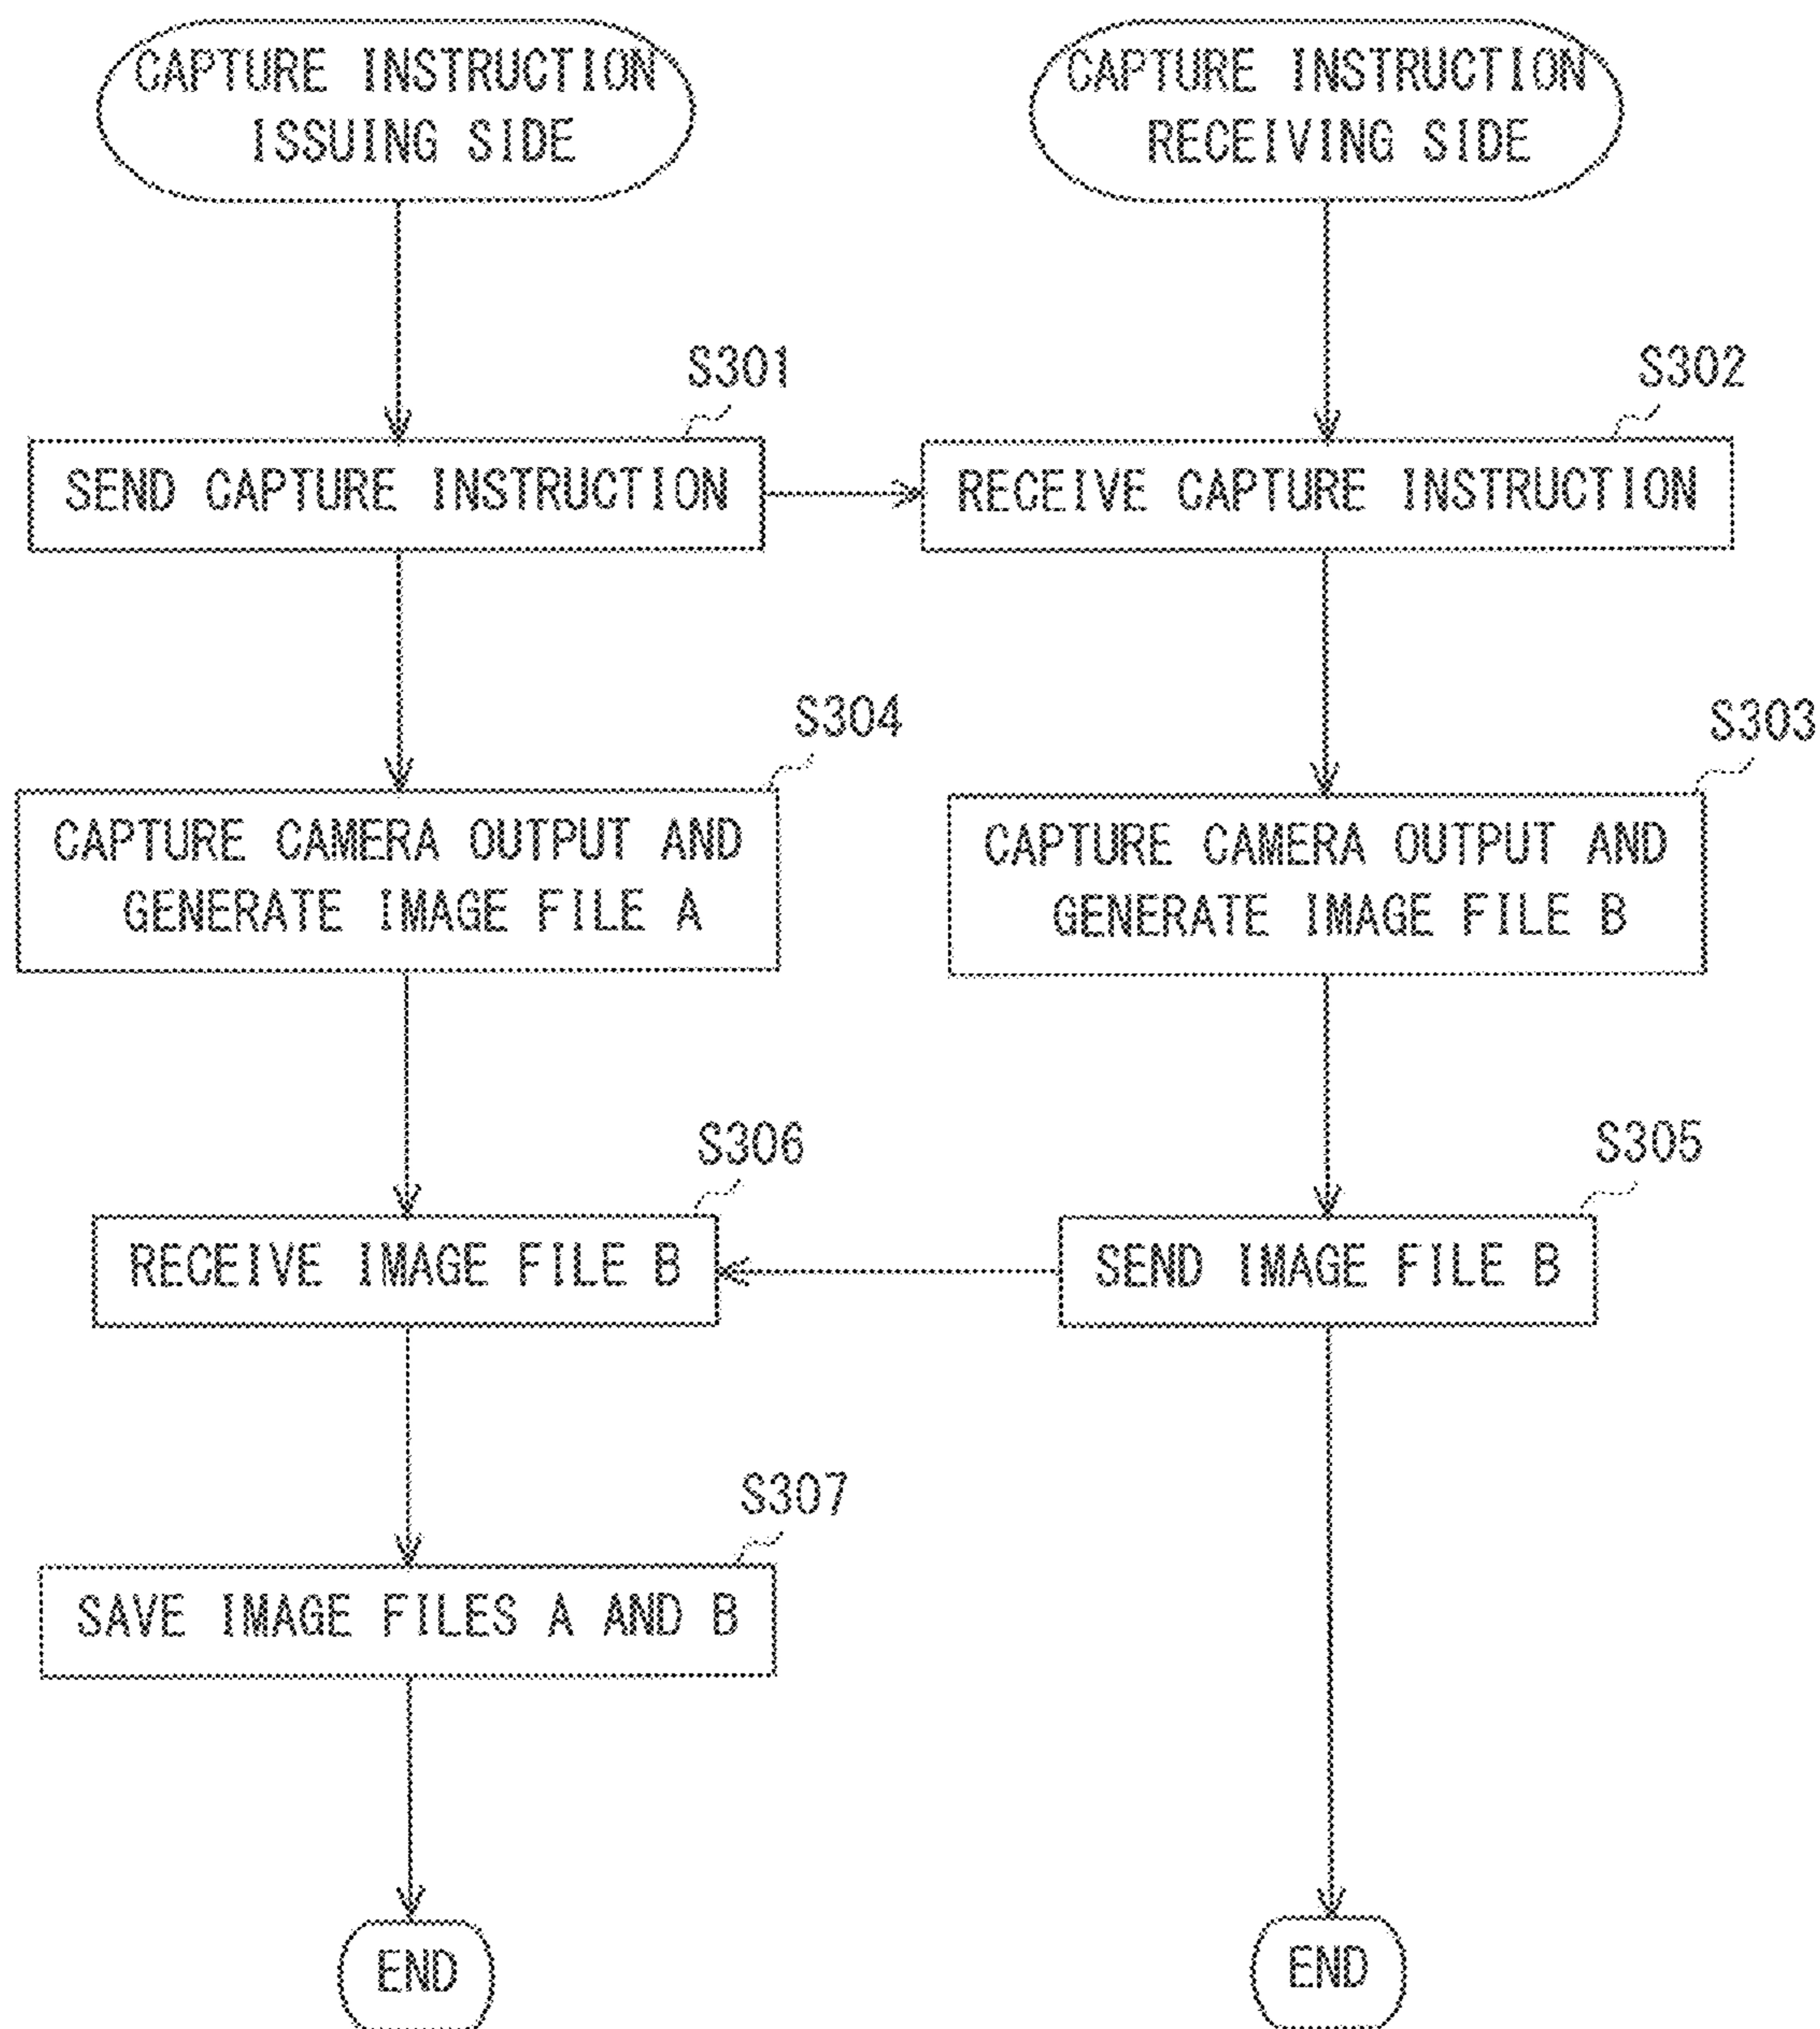 CAPTURE INSTRUCTION
ISSUING SIDE
CAPTURE INSTRUCTION
RECEIVING SIDE
S301
SEND CAPTURE INSTRUCTION
S302
RECEIVE CAPTURE INSTRUCTION
S304
CAPTURE CAMERA OUTPUT AND
GENERATE IMAGE FILE A
S303
CAPTURE CAMERA OUTPUT AND
GENERATE IMAGE FILE B
S306
RECEIVE IMAGE FILE B
S305
SEND IMAGE FILE B
S307
SAVE IMAGE FILES A AND B
END
END